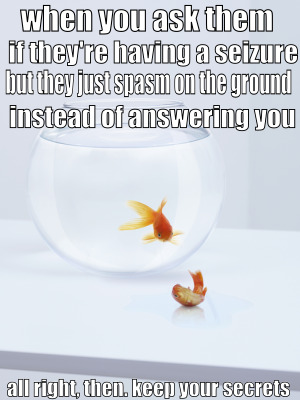 when you ask them
if they're having a seizure
but they just spasm on the ground
instead of answering you
all right, then. keep your secrets